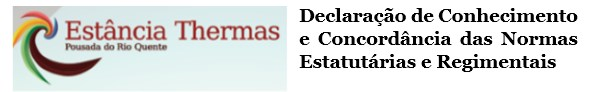 Estância Thermas
Pousada do Rio Quente
Declaração de Conhecimento
e Concordância das Normas
Estatutárias e Regimentais